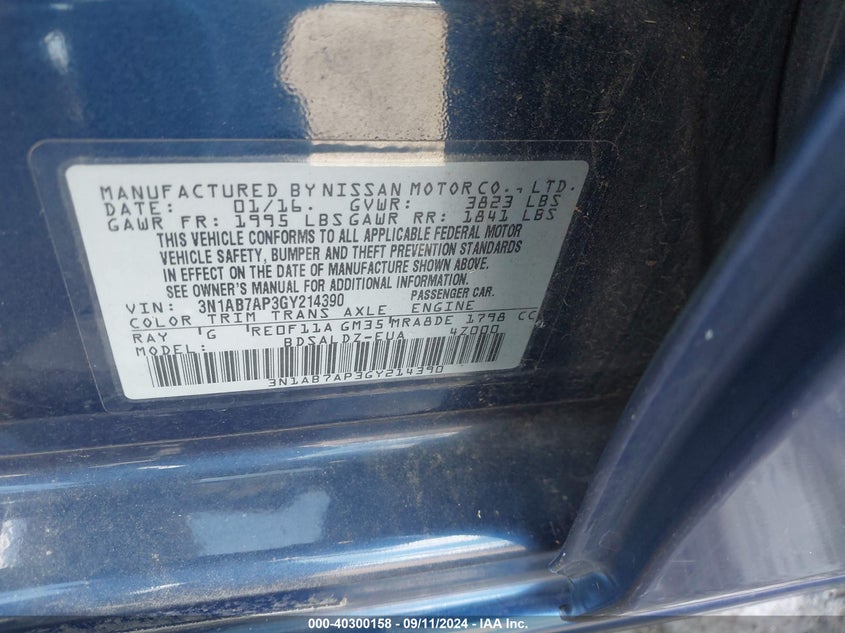 MANUFACTURED BY NISSAN MOTOR CO., LTD.
DATE: 01/16. GVWR: 3823 LBS
GAWR FR: 1995 LBS GAWR RR: 1841 LBS
THIS VEHICLE CONFORMS TO ALL APPLICABLE FEDERAL MOTOR
VEHICLE SAFETY, BUMPER AND THEFT PREVENTION STANDARDS
IN EFFECT ON THE DATE OF MANUFACTURE SHOWN ABOVE.
SEE OWNER'S MANUAL FOR ADDITIONAL INFORMATION.
VIN: 3N1AB7AP3GY214390 PASSENGER CAR.
COLOR TRIM TRANS AXLE ENGINE
RAY G RE0F11A GM35 MRA8DE 1798 CC
MODEL: BDSALDZ-EUA 4Z000
3N1AB7AP3GY214390
000-40300158 - 09/11/2024 - IAA Inc.